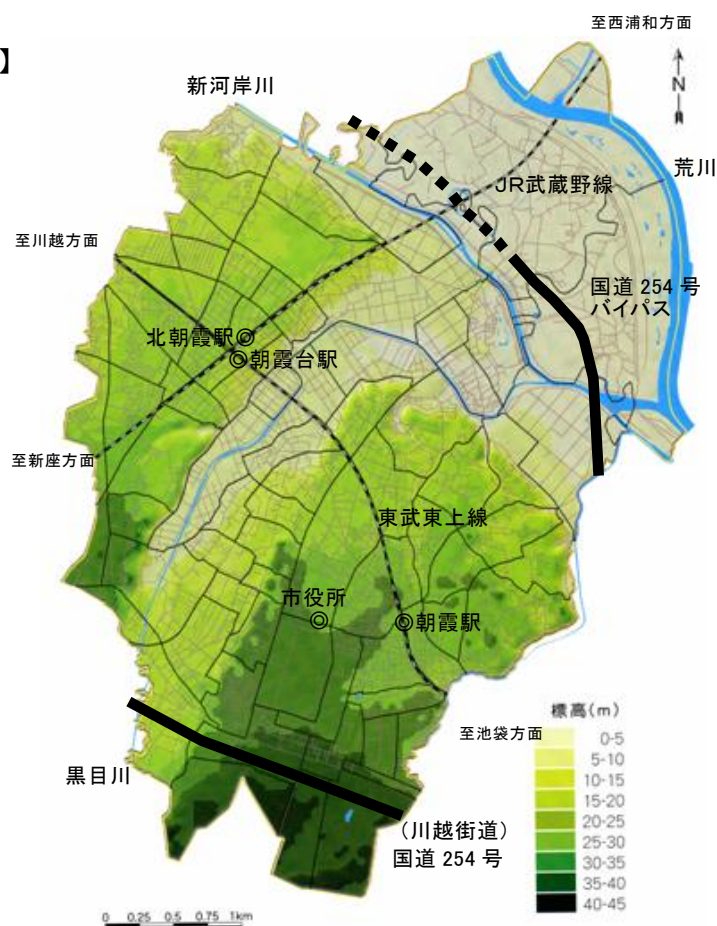 】
至西浦和方面
N
新河岸川
荒川
JR武蔵野線
至川越方面
国道 254 号
バイパス
北朝霞駅
朝霞台駅
至新座方面
東武東上線
市役所
朝霞駅
標高(m)
至池袋方面
0-5
5-10
10-15
15-20
20-25
25-30
30-35
35-40
40-45
黒目川
（川越街道）
国道 254 号
0 0.25 0.5 0.75 1km